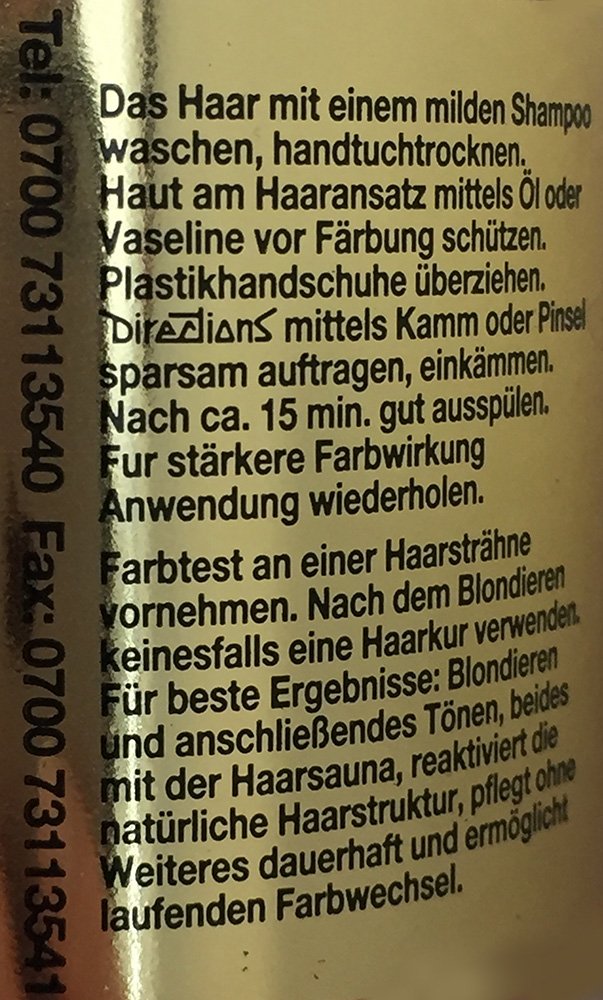 Tel: 0700 73113540 Fax: 0700 73113541
Das Haar mit einem milden Shampoo
waschen, handtuchtrocknen.
Haut am Haaransatz mittels Öl oder
Vaseline vor Färbung schützen.
Plastikhandschuhe überziehen.
Directions mittels Kamm oder Pinsel
sparsam auftragen, einkämmen.
Nach ca. 15 min. gut ausspülen.
Fur stärkere Farbwirkung
Anwendung wiederholen.
Farbtest an einer Haarsträhne
vornehmen. Nach dem Blondieren
keinesfalls eine Haarkur verwenden.
Für beste Ergebnisse: Blondieren
und anschließendes Tönen, beides
mit der Haarsauna, reaktiviert die
natürliche Haarstruktur, pflegt ohne
Weiteres dauerhaft und ermöglicht
laufenden Farbwechsel.